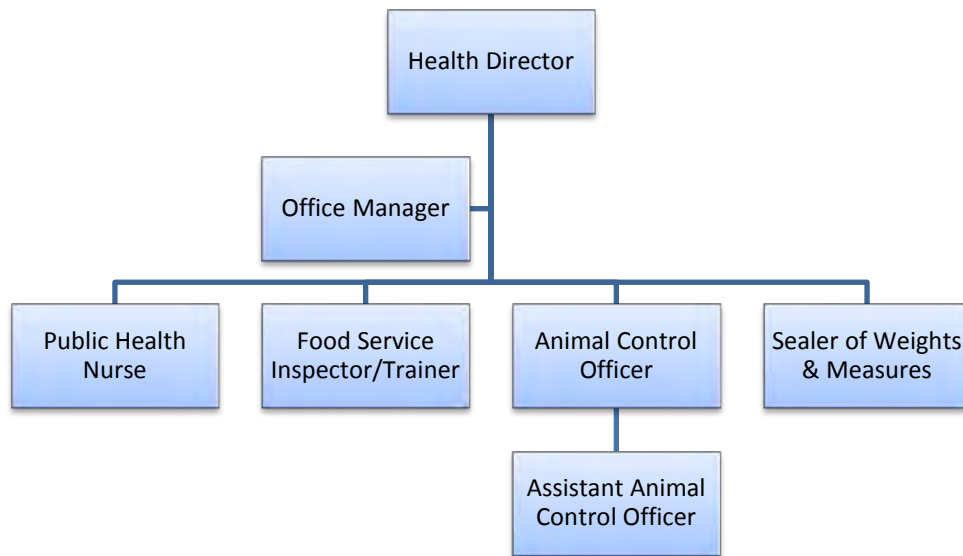 Health Director
Office Manager
Public Health
Nurse
Food Service
Inspector/Trainer
Animal Control
Officer
Sealer of Weights
& Measures
Assistant Animal
Control Officer